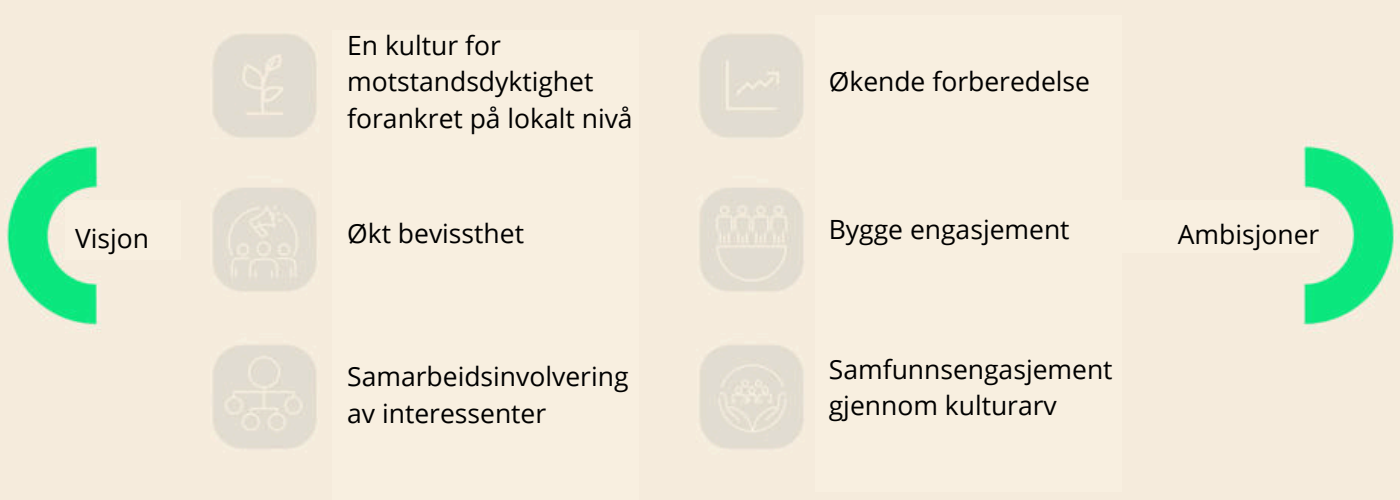 Visjon
En kultur for
motstandsdyktighet
forankret på lokalt nivå
Økt bevissthet
Samarbeidsinvolvering
av interessenter
Økende forberedelse
Bygge engasjement
Samfunnsengasjement
gjennom kulturarv
Ambisjoner